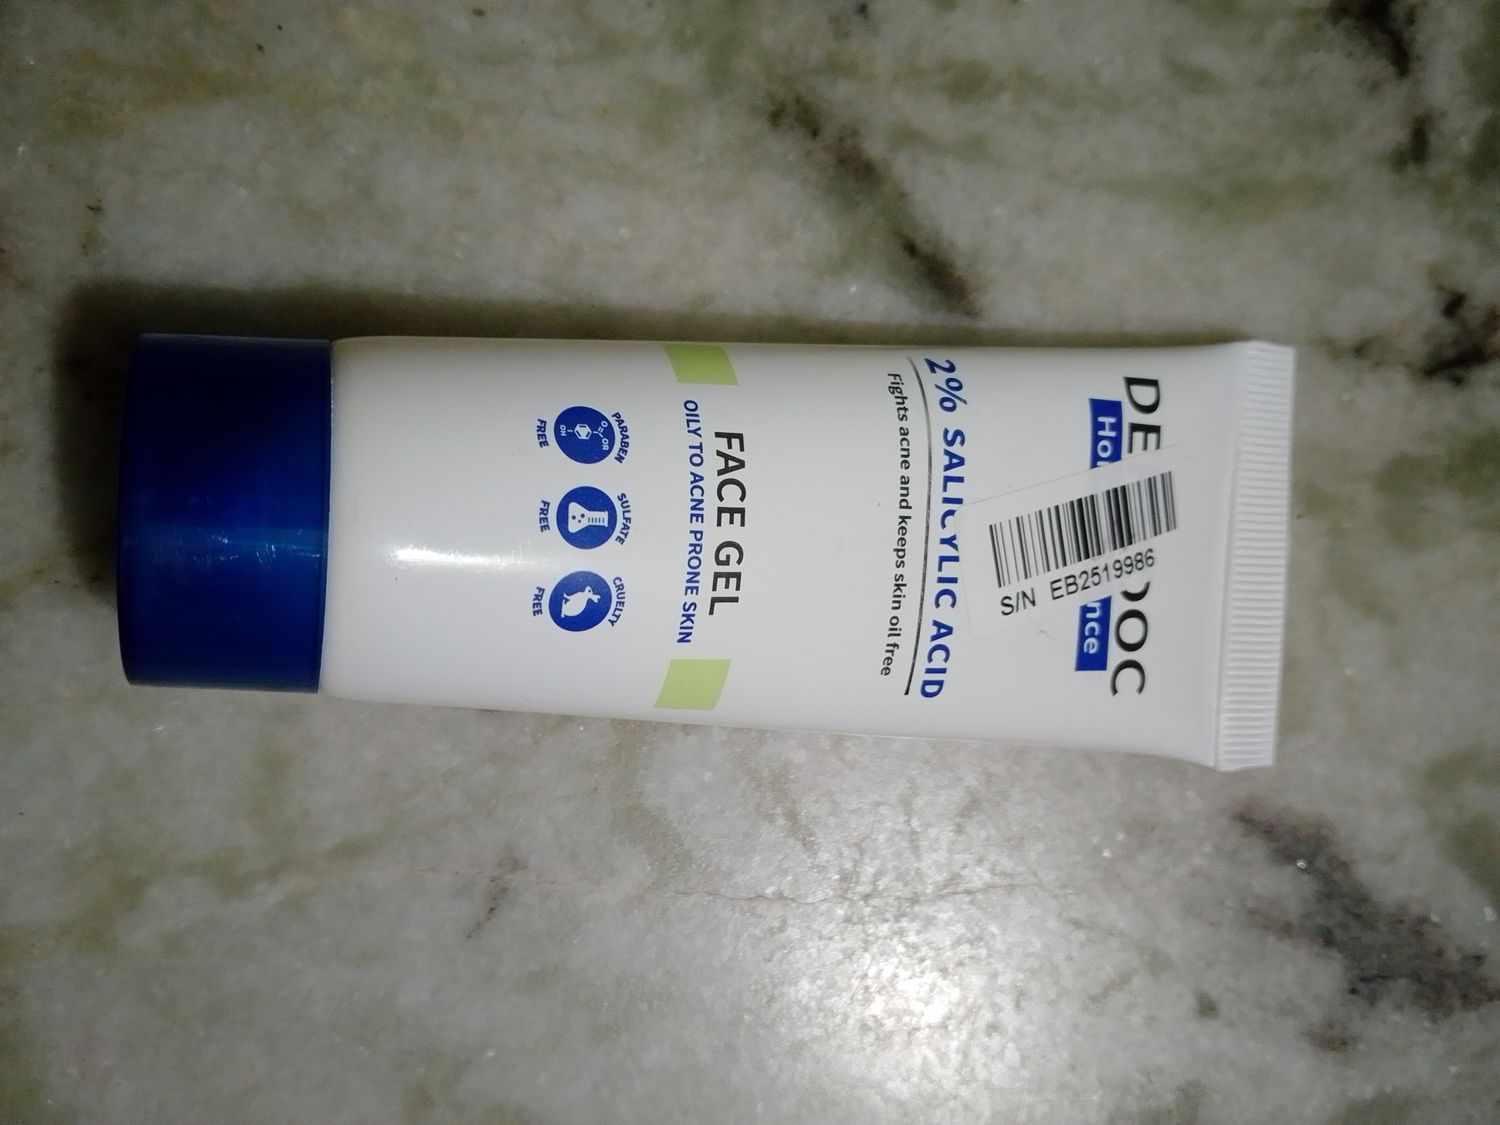 2% SALICYLIC ACID
Fights acne and keeps skin oil free
S/N EB2519986
FACE GEL
OILY TO ACNE PRONE SKIN
PARABEN FREE
SULFATE FREE
CRUELTY FREE